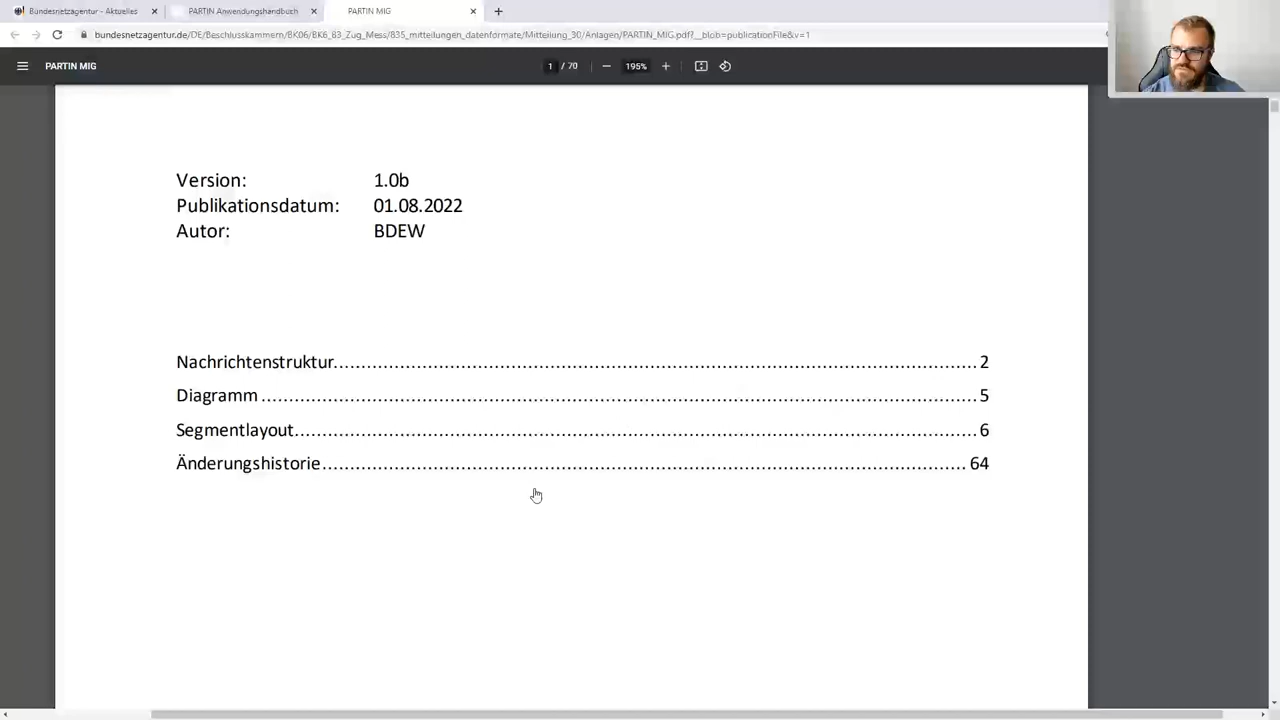 Bundesnetzagentur - Aktuelles
PARTIN Anwendungshandbuch
PARTIN MIG
bundesnetzagentur.de/DE/Beschlusskammern/BK06/BK6_83_Zug_Mess/835_mitteilungen_datenformate/Mitteilung_30/Anlagen/PARTIN_MIG.pdf?__blob=publicationFile&v=1
PARTIN MIG
1 / 70
195%
Version: 1.0b
Publikationsdatum: 01.08.2022
Autor: BDEW
Nachrichtenstruktur 2
Diagramm 5
Segmentlayout 6
Änderungshistorie 64